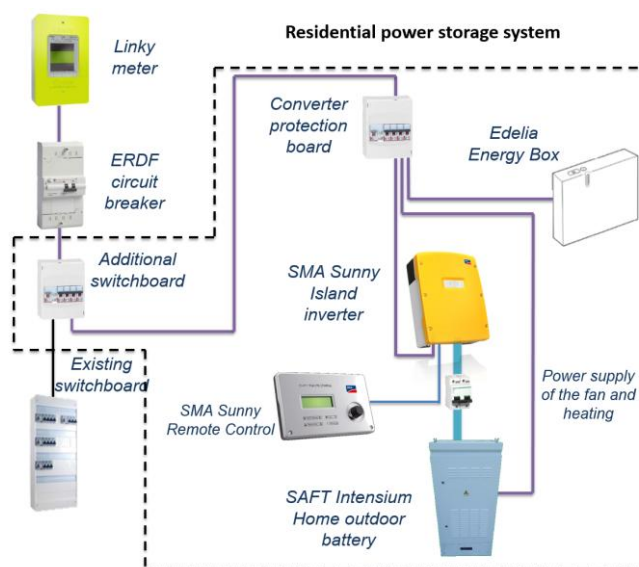 Residential power storage system
Linky
meter
Converter
protection
board
Edelia
Energy Box
ERDF
circuit
breaker
Additional
switchboard
SMA Sunny
Island
inverter
Existing
switchboard
Power supply
of the fan and
heating
SMA Sunny
Remote Control
SAFT Intensium
Home outdoor
battery